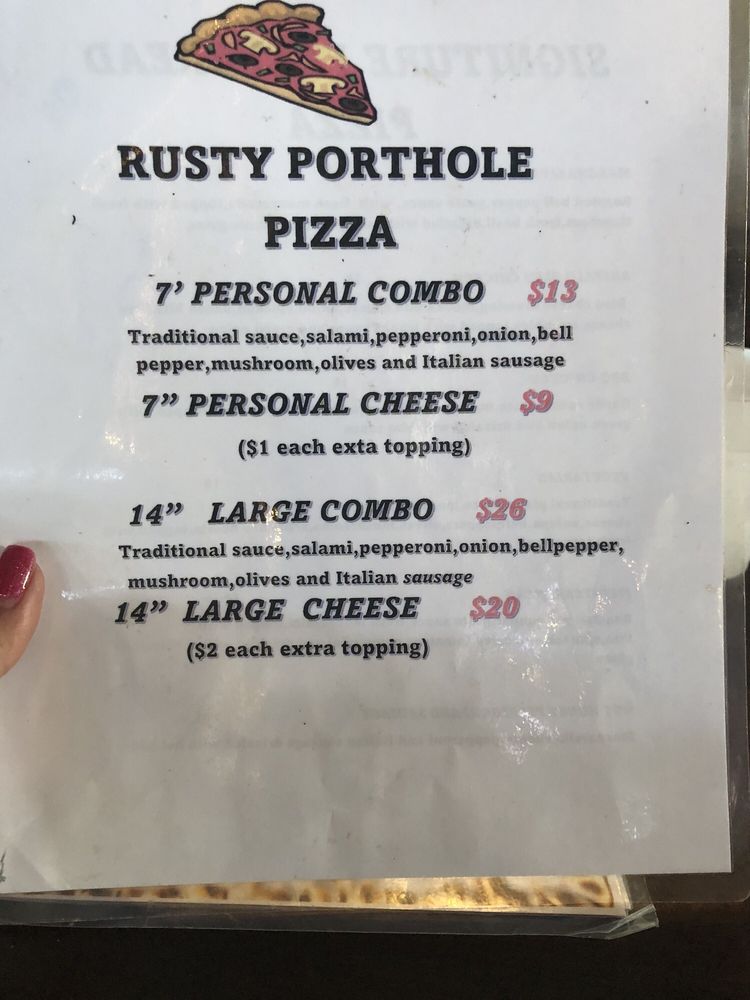 RUSTY PORTHOLE
PIZZA
7’ PERSONAL COMBO $13
Traditional sauce,salami,pepperoni,onion,bell
pepper,mushroom,olives and Italian sausage
7” PERSONAL CHEESE $9
($1 each exta topping)
14” LARGE COMBO $26
Traditional sauce,salami,pepperoni,onion,bellpepper,
mushroom,olives and Italian sausage
14” LARGE CHEESE $20
($2 each extra topping)